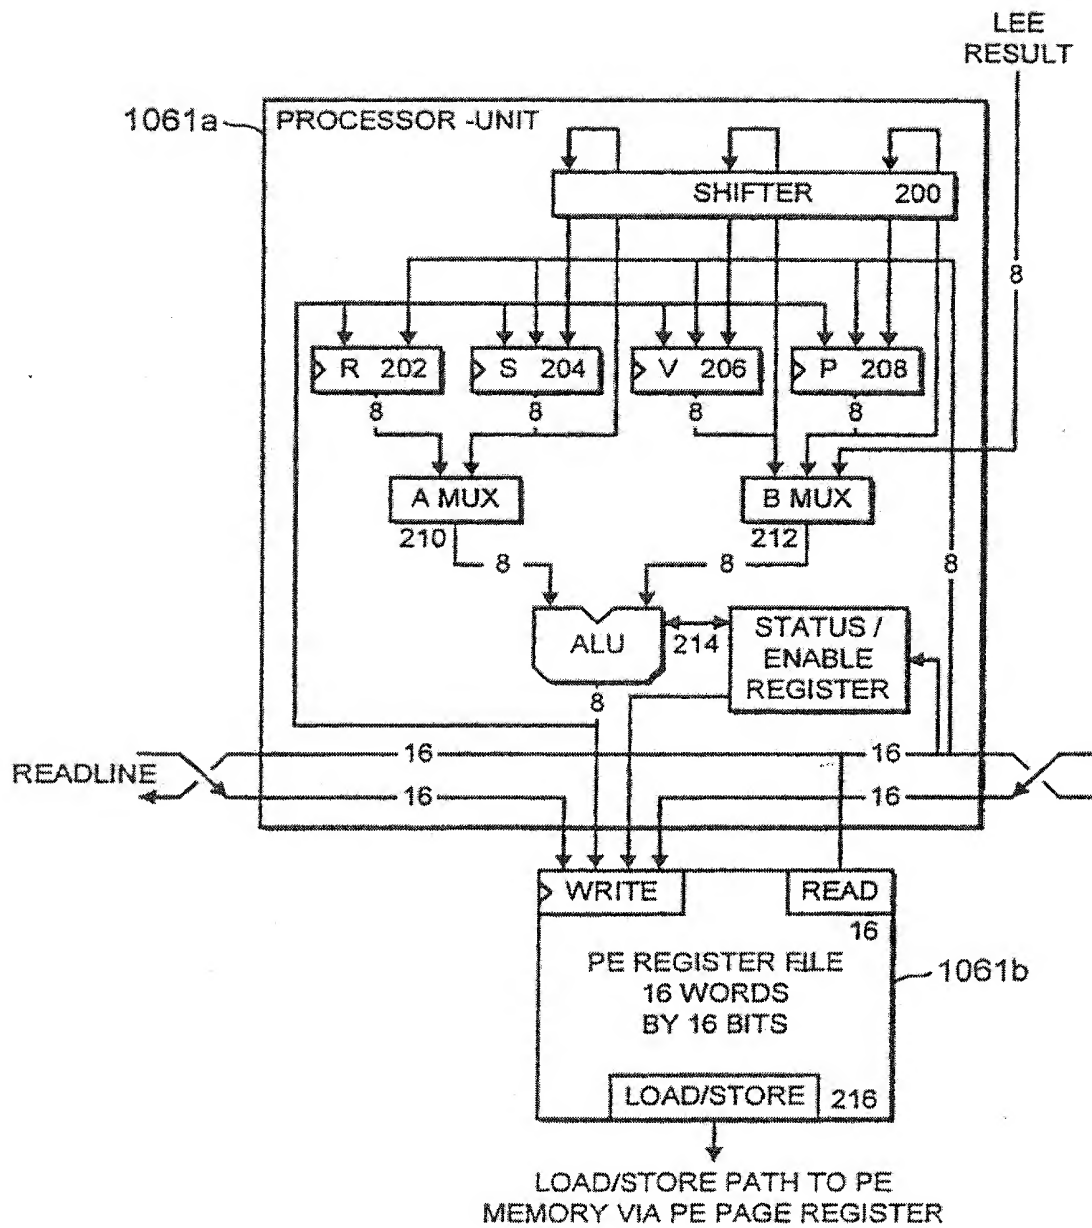 LEE
RESULT
1061a
PROCESSOR -UNIT
SHIFTER 200
8
R 202
S 204
V 206
P 208
8
8
8
8
A MUX
B MUX
210
212
8
8
8
ALU
214
STATUS /
ENABLE
REGISTER
8
16
16
READLINE
16
16
WRITE
READ
16
PE REGISTER FILE
16 WORDS
BY 16 BITS
1061b
LOAD/STORE
216
LOAD/STORE PATH TO PE
MEMORY VIA PE PAGE REGISTER